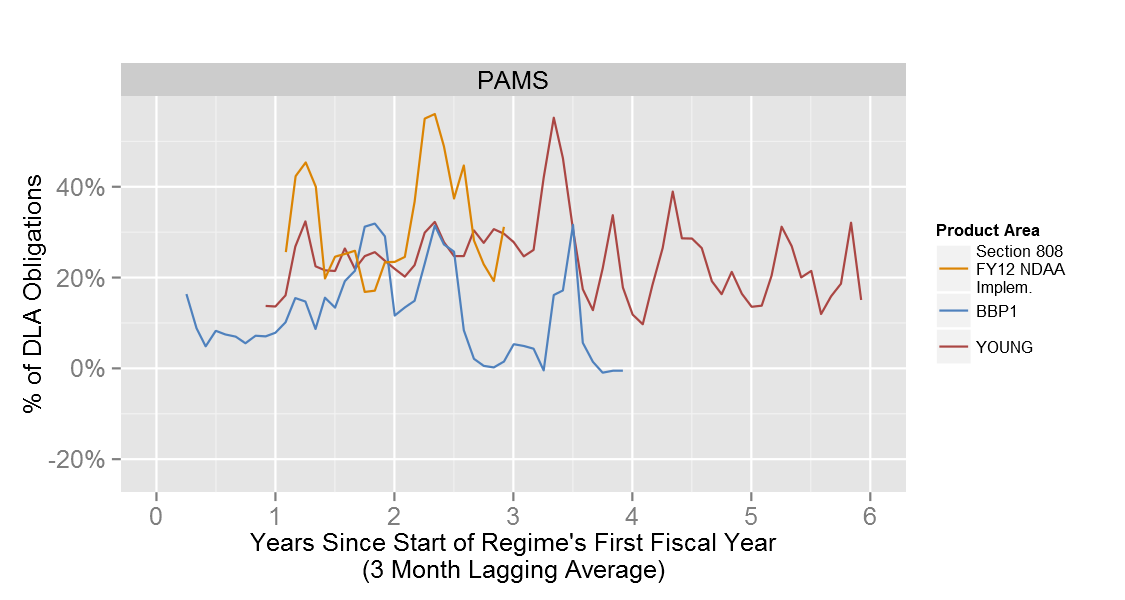 PAMS
% of DLA Obligations
40%
20%
0%
-20%
0 1 2 3 4 5 6
Years Since Start of Regime's First Fiscal Year
(3 Month Lagging Average)
Product Area
Section 808
FY12 NDAA
Implem.
BBP1
YOUNG